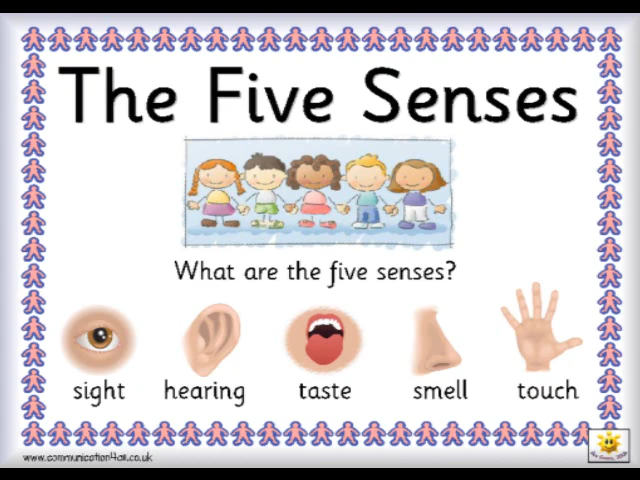 The Five Senses
What are the five senses?
sight hearing taste smell touch
www.communication4all.co.uk